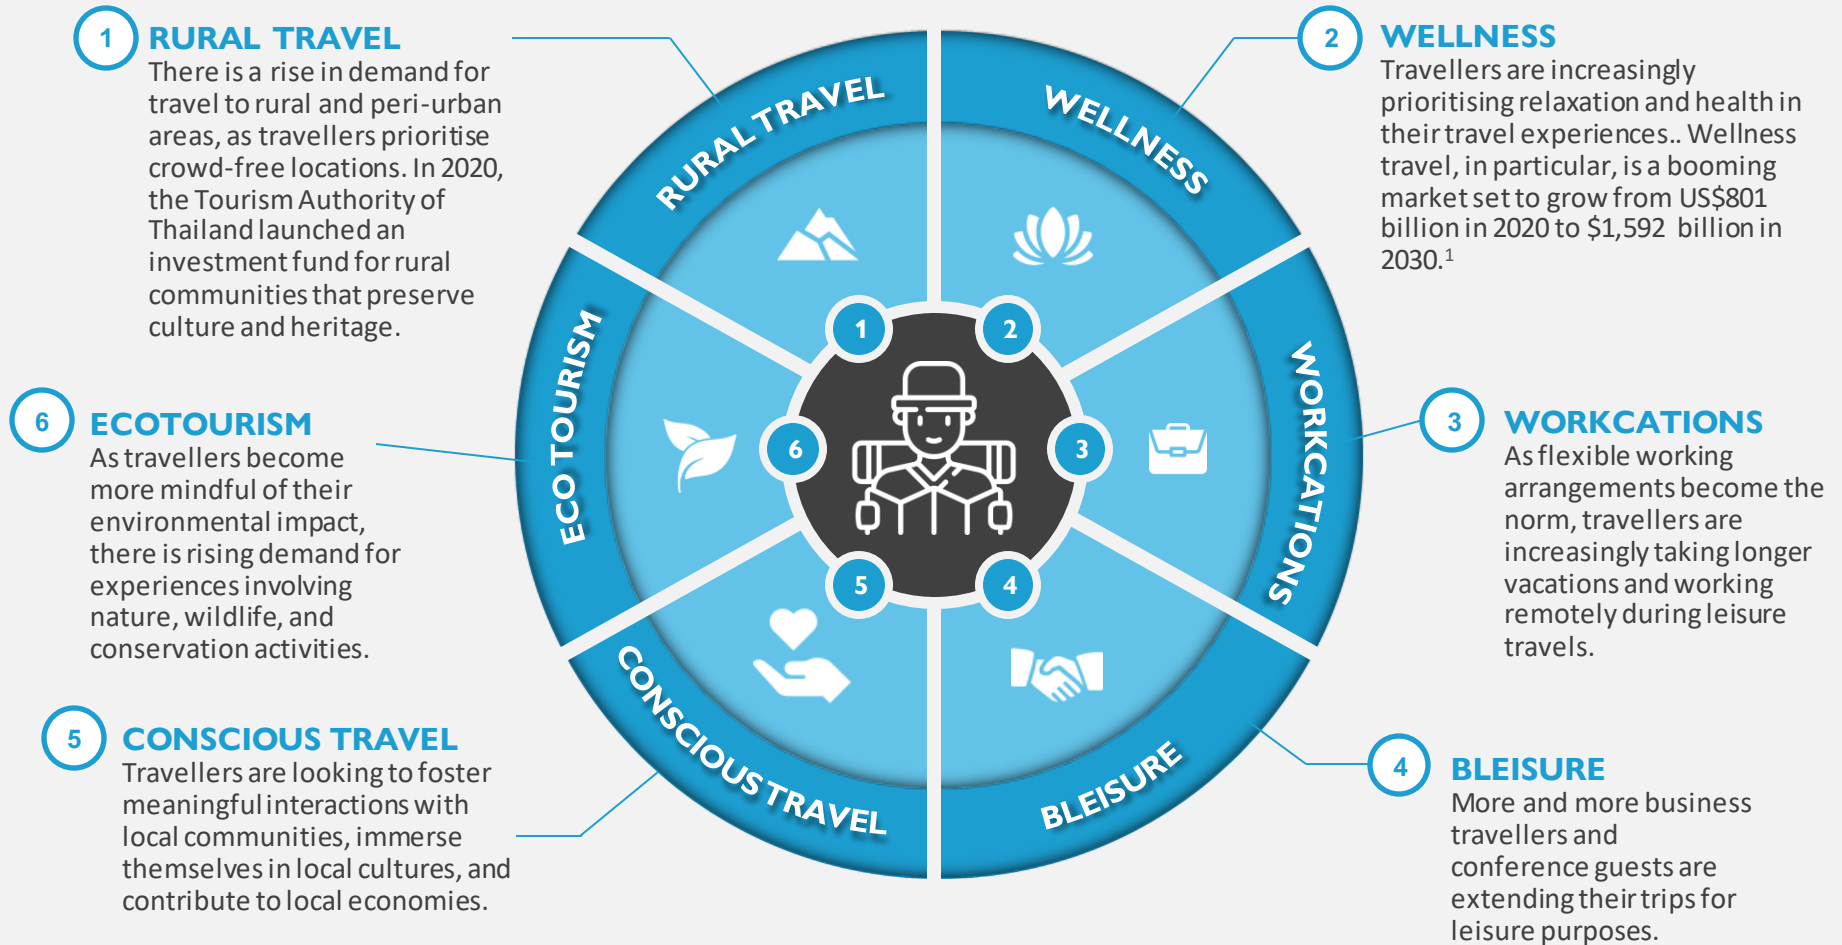 1
RURAL TRAVEL
There is a rise in demand for
travel to rural and peri-urban
areas, as travellers prioritise
crowd-free locations. In 2020,
the Tourism Authority of
Thailand launched an
investment fund for rural
communities that preserve
culture and heritage.
2
WELLNESS
Travellers are increasingly
prioritising relaxation and health in
their travel experiences.. Wellness
travel, in particular, is a booming
market set to grow from US$801
billion in 2020 to $1,592 billion in
2030.1
3
WORKCATIONS
As flexible working
arrangements become the
norm, travellers are
increasingly taking longer
vacations and working
remotely during leisure
travels.
4
BLEISURE
More and more business
travellers and
conference guests are
extending their trips for
leisure purposes.
5
CONSCIOUS TRAVEL
Travellers are looking to foster
meaningful interactions with
local communities, immerse
themselves in local cultures, and
contribute to local economies.
6
ECOTOURISM
As travellers become
more mindful of their
environmental impact,
there is rising demand for
experiences involving
nature, wildlife, and
conservation activities.
RURAL TRAVEL
WELLNESS
WORKCATIONS
BLEISURE
CONSCIOUS TRAVEL
ECO TOURISM
1
2
3
4
5
6